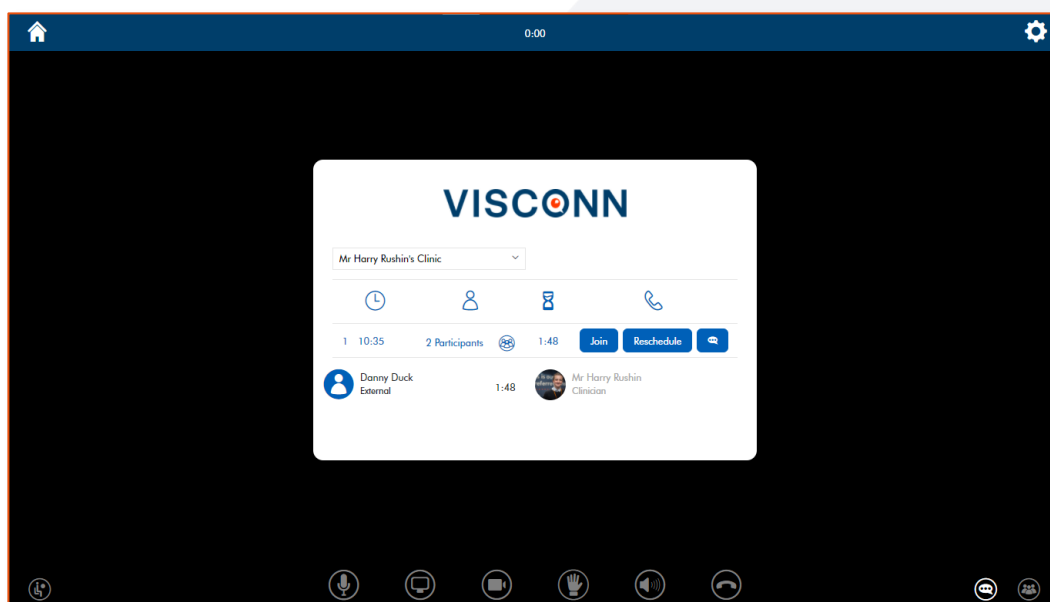 0:00
VISCONN
Mr Harry Rushin's Clinic
1 10:35 2 Participants 1:48 Join Reschedule
Danny Duck 1:48 Mr Harry Rushin
External Clinician